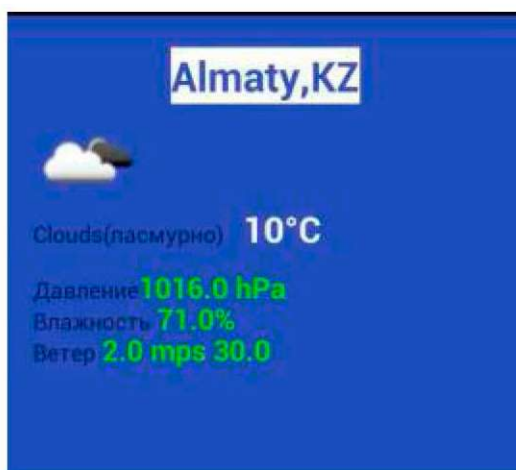 Almaty,KZ
Clouds(пасмурно) 10°C
Давление1016.0 hPa
Влажность 71.0%
Ветер 2.0 mps 30.0